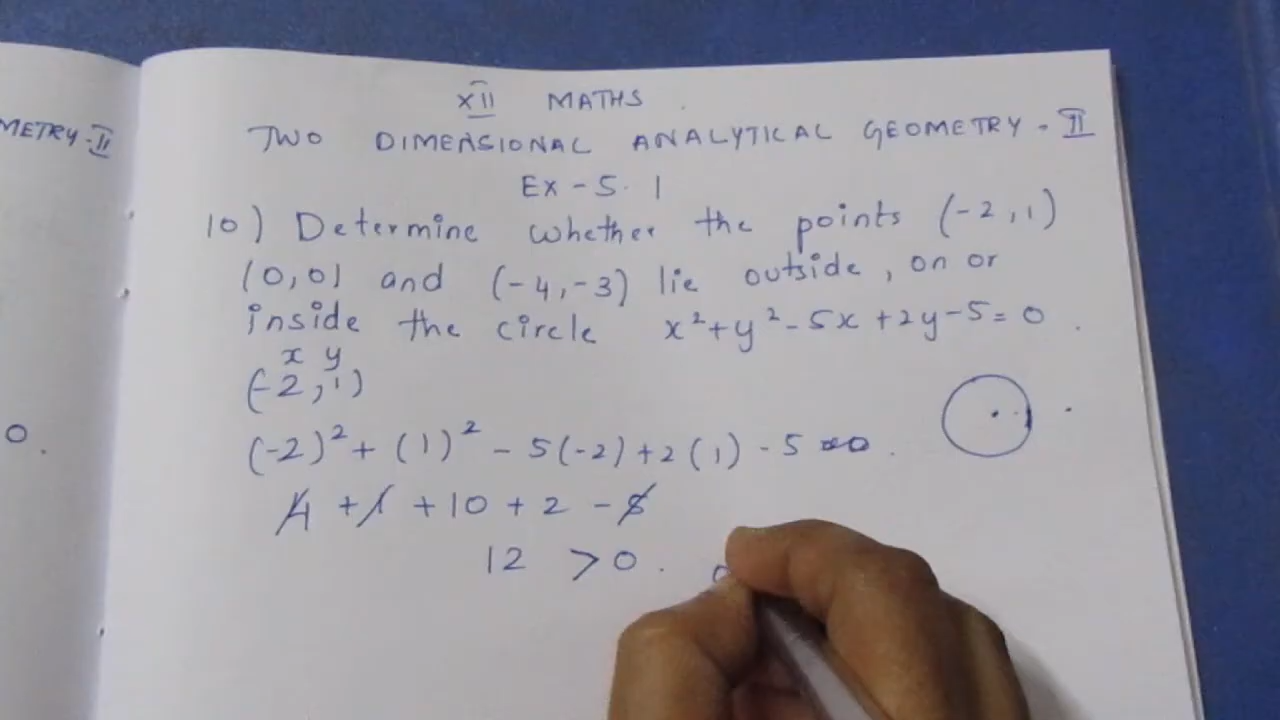 METRY - II
0.
XII MATHS.
TWO DIMENSIONAL ANALYTICAL GEOMETRY - II
Ex - 5.1
10) Determine whether the points (-2,1)
(0,0) and (-4,-3) lie outside, on or
inside the circle x²+y²-5x+2y-5=0.
x y
(-2,1)
(-2)² + (1)² - 5(-2) + 2(1) - 5 =0.
4 + 1 + 10 + 2 - 5
12 > 0.